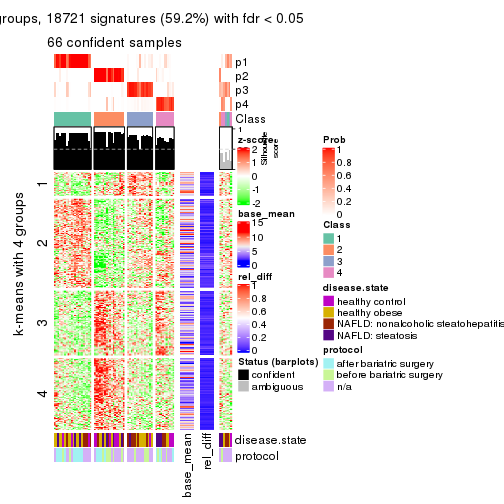 groups, 18721 signatures (59.2%) with fdr < 0.05
66 confident samples
p1
p2
p3
p4
Class
1
Silhouette
score
k-means with 4 groups
1
2
3
4
disease.state
protocol
base_mean
rel_diff
z-score
2
1
0
-1
-2
base_mean
15
10
5
0
rel_diff
1
0.8
0.6
0.4
0.2
0
Status (barplots)
confident
ambiguous
Prob
1
0.8
0.6
0.4
0.2
0
Class
1
2
3
4
disease.state
healthy control
healthy obese
NAFLD: nonalcoholic steatohepatitis
NAFLD: steatosis
protocol
after bariatric surgery
before bariatric surgery
n/a